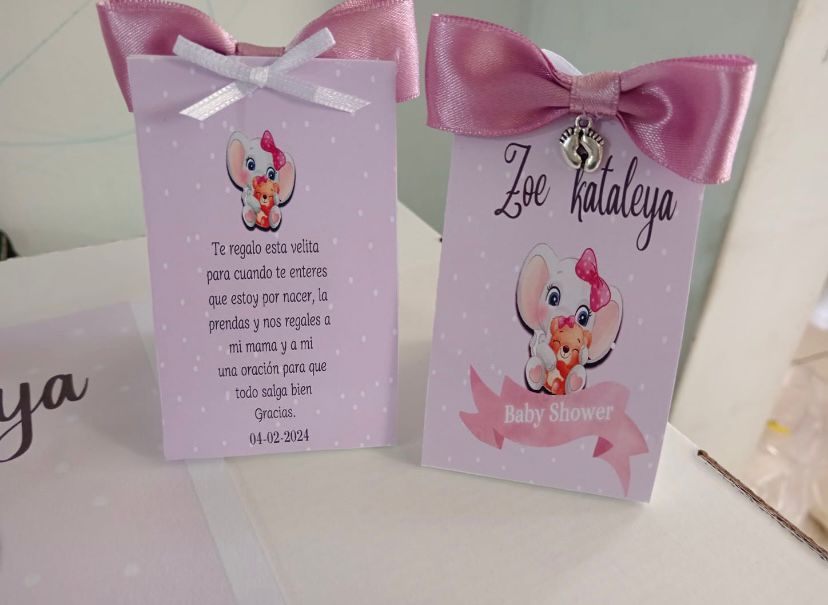 Te regalo esta velita
para cuando te enteres
que estoy por nacer, la
prendas y nos regales a
mi mama y a mi
una oración para que
todo salga bien
Gracias.
04-02-2024
Zoe kataleya
Baby Shower
ya